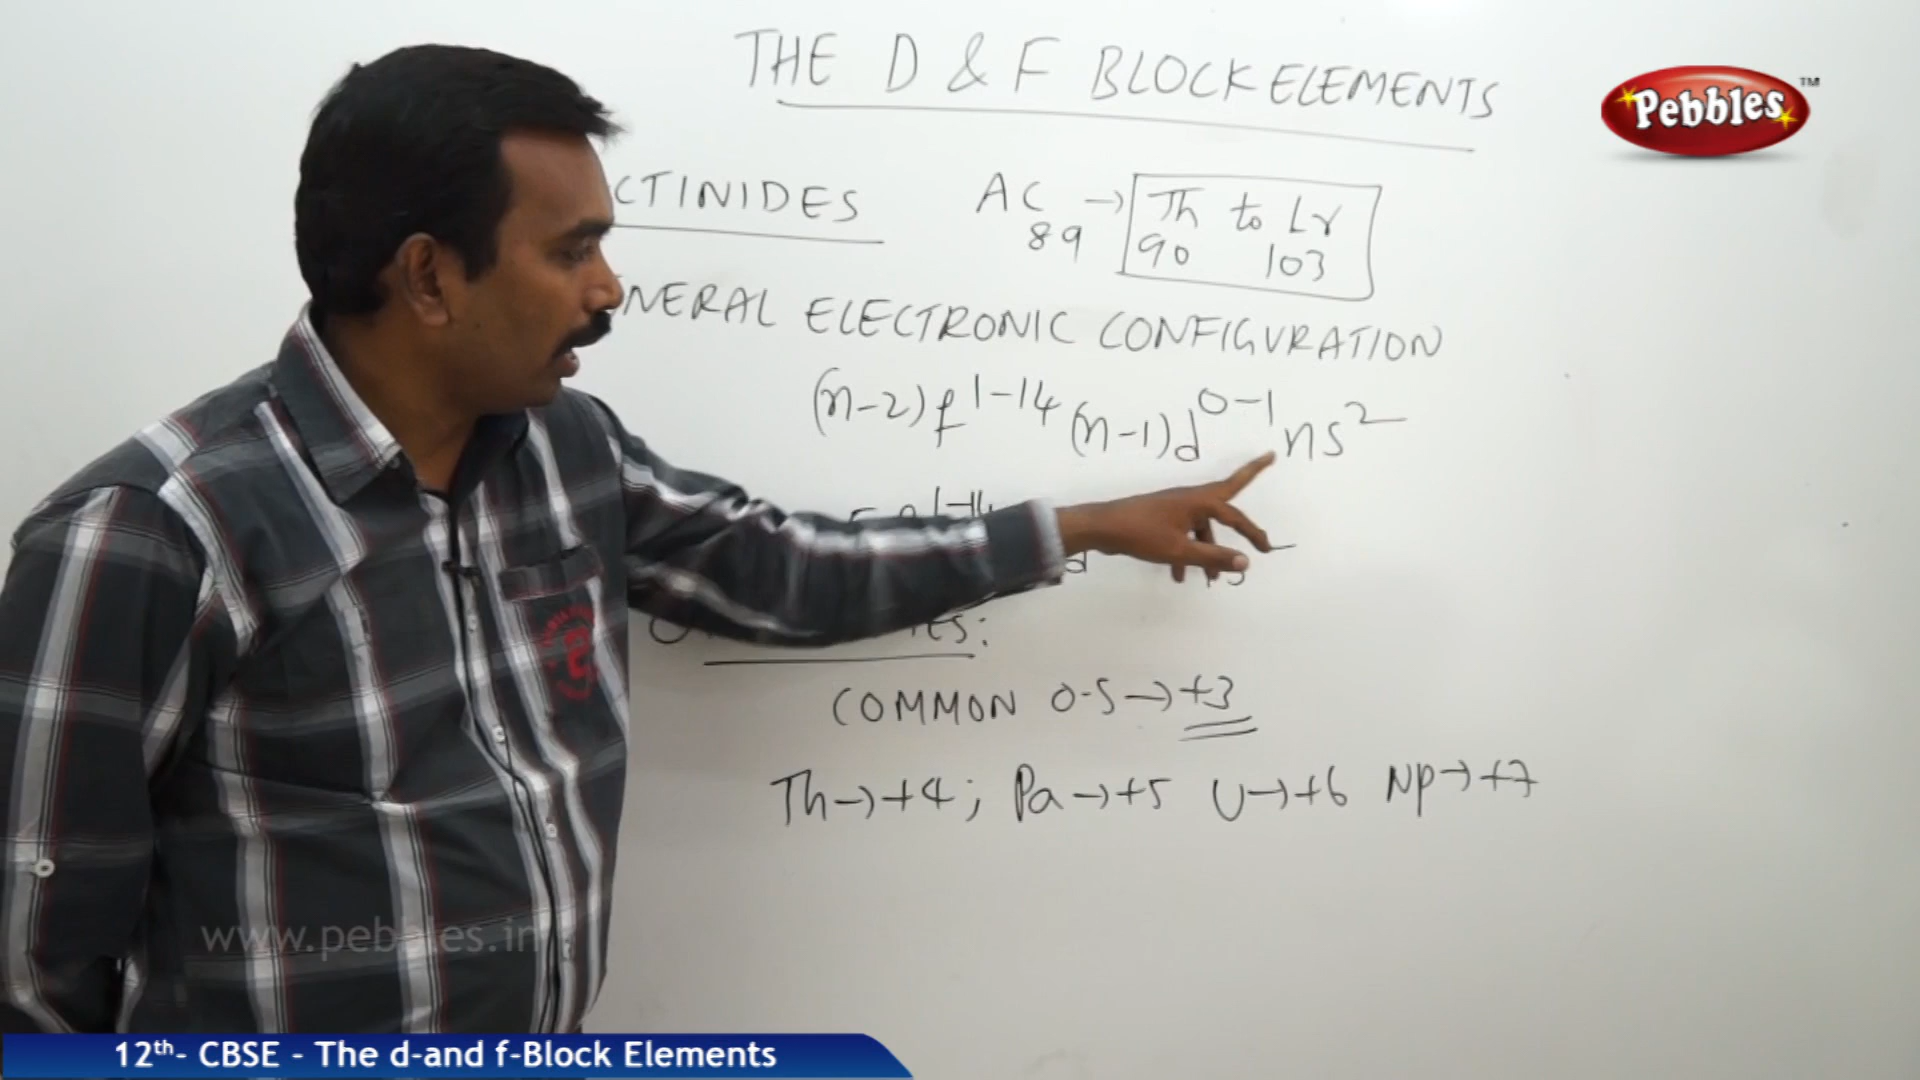 THE D & F BLOCK ELEMENTS
Pebbles™
CTINIDES AC → Th to Lr
89 90 103
NERAL ELECTRONIC CONFIGURATION
(n-2)f¹⁻¹⁴ (n-1)d⁰⁻¹ ns²
COMMON O.S → +3
Th → +4; Pa → +5 U → +6 Np → +7
www.pebbles.in
12th- CBSE - The d-and f-Block Elements